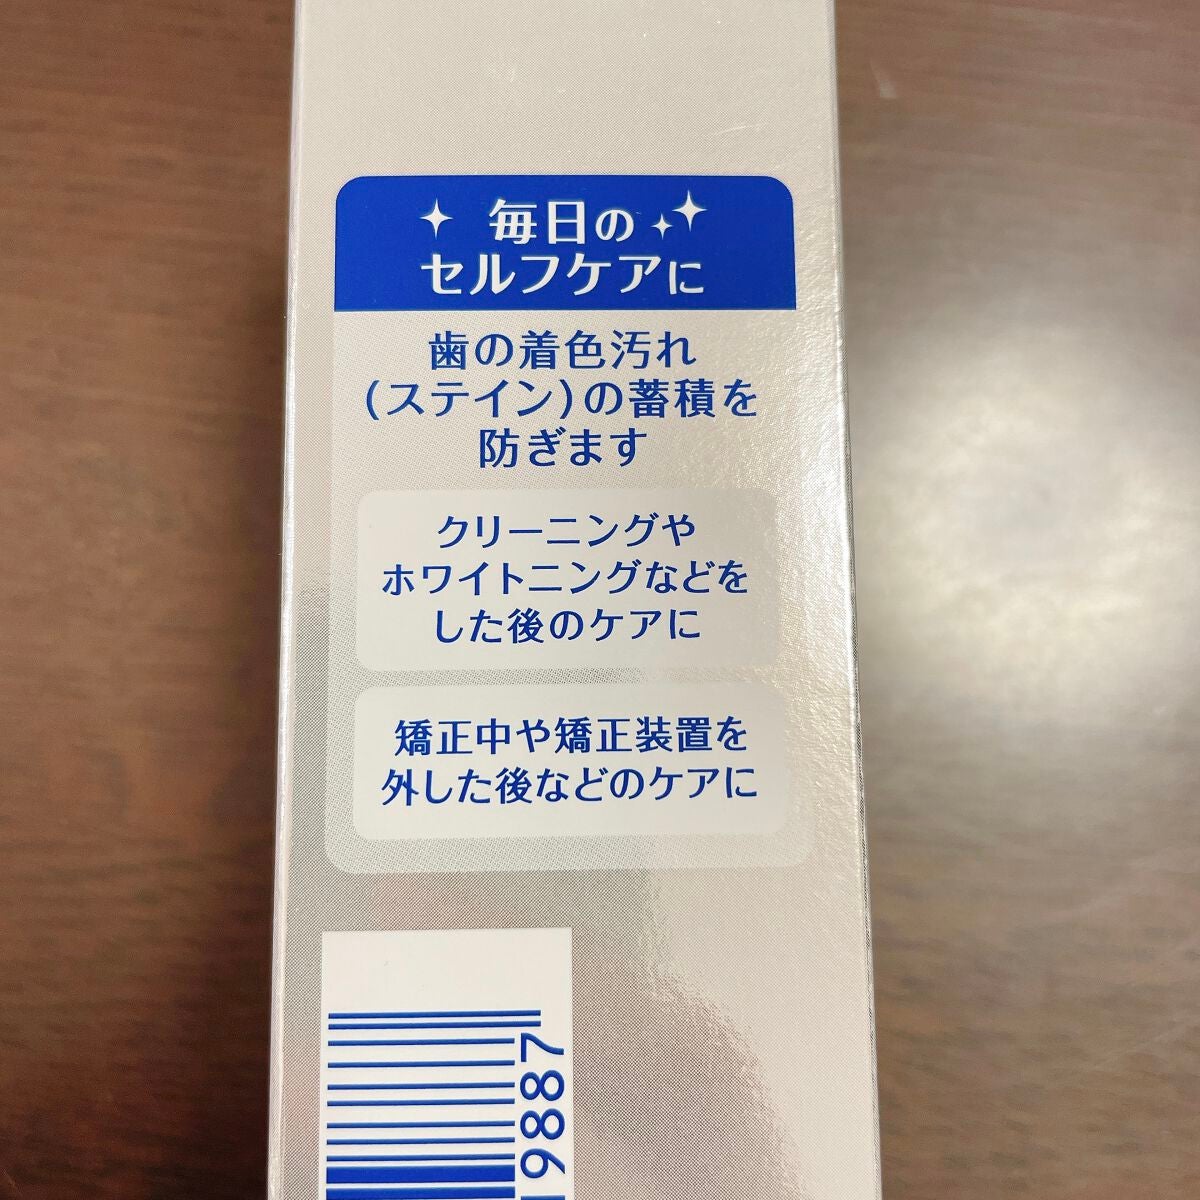 毎日の
セルフケアに
歯の着色汚れ
(ステイン)の蓄積を
防ぎます
クリーニングや
ホワイトニングなどを
した後のケアに
矯正中や矯正装置を
外した後などのケアに
9887